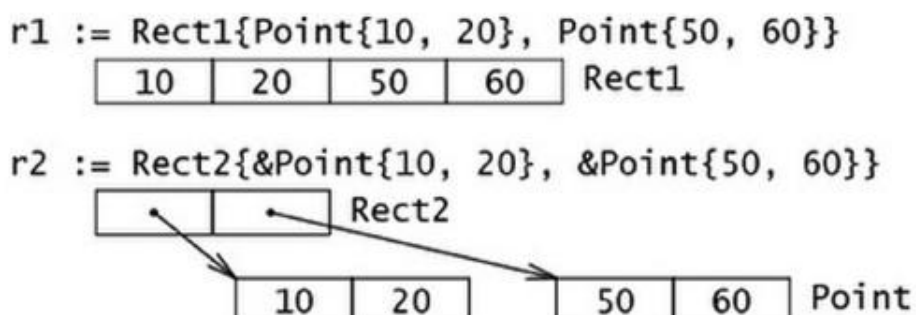 r1 := Rect1{Point{10, 20}, Point{50, 60}}
10 20 50 60 Rect1
r2 := Rect2{&Point{10, 20}, &Point{50, 60}}
Rect2
10 20 50 60 Point